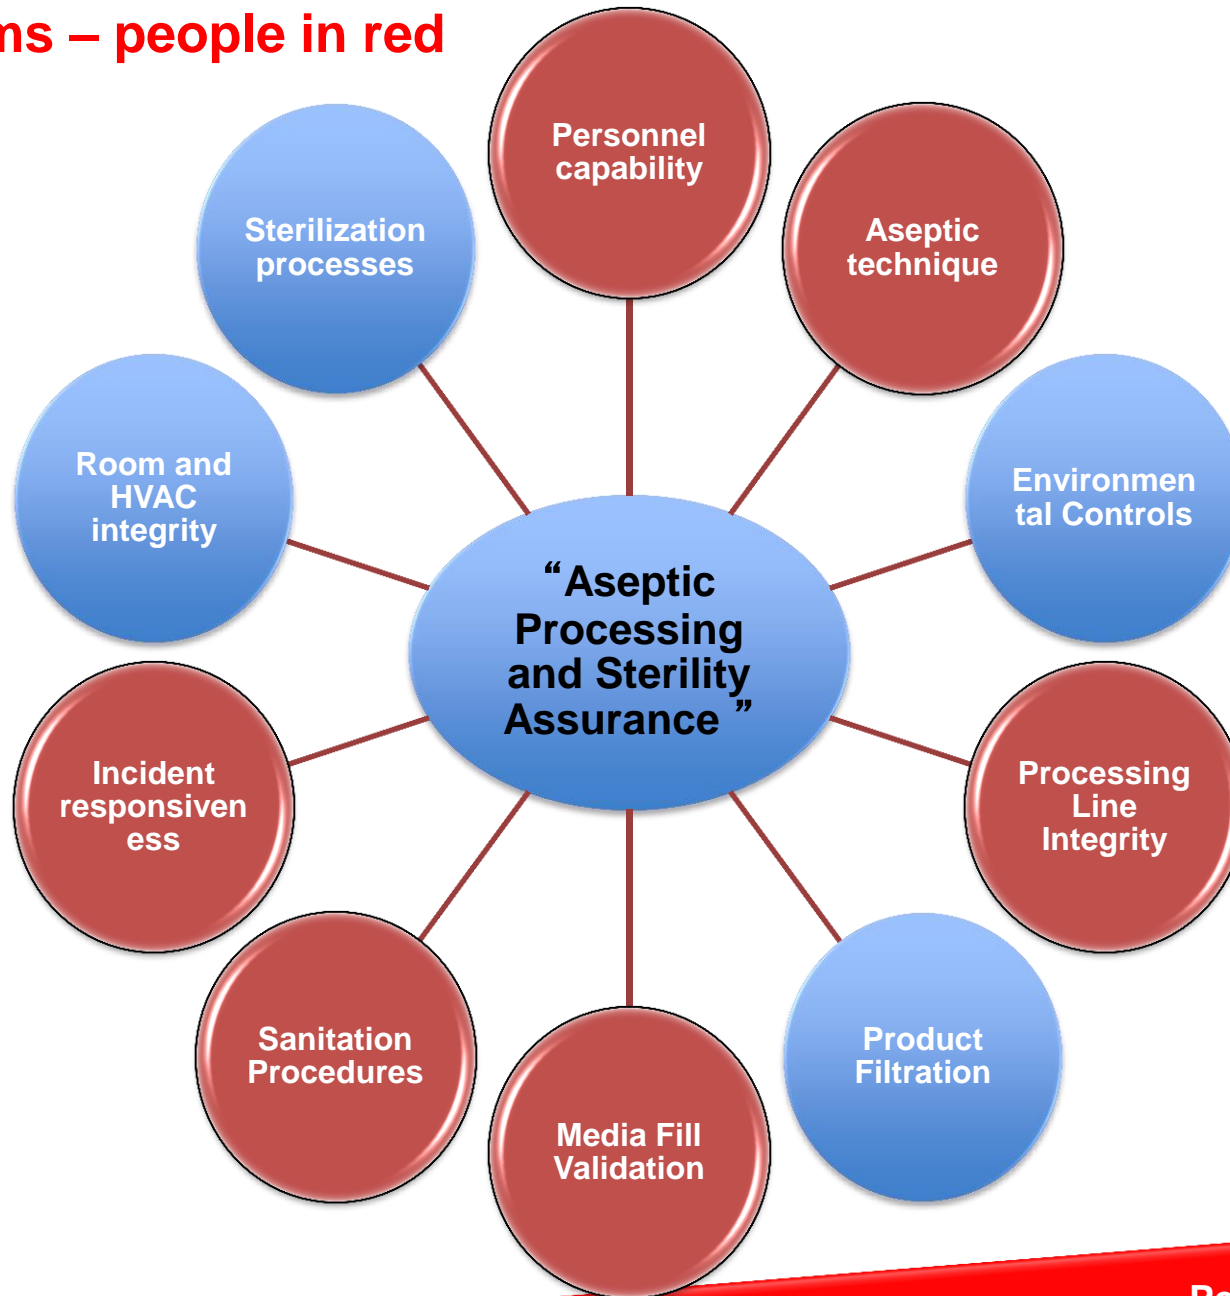 ms – people in red
Personnel
capability
Aseptic
technique
Sterilization
processes
Environmen
tal Controls
Room and
HVAC
integrity
“Aseptic
Processing
and Sterility
Assurance ”
Processing
Line
Integrity
Incident
responsiven
ess
Product
Filtration
Sanitation
Procedures
Media Fill
Validation